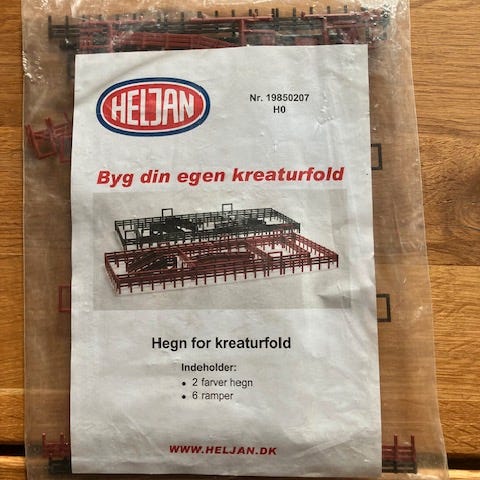 HELJAN
Nr. 19850207
H0
Byg din egen kreaturfold
Hegn for kreaturfold
Indeholder:
• 2 farver hegn
• 6 ramper
WWW.HELJAN.DK